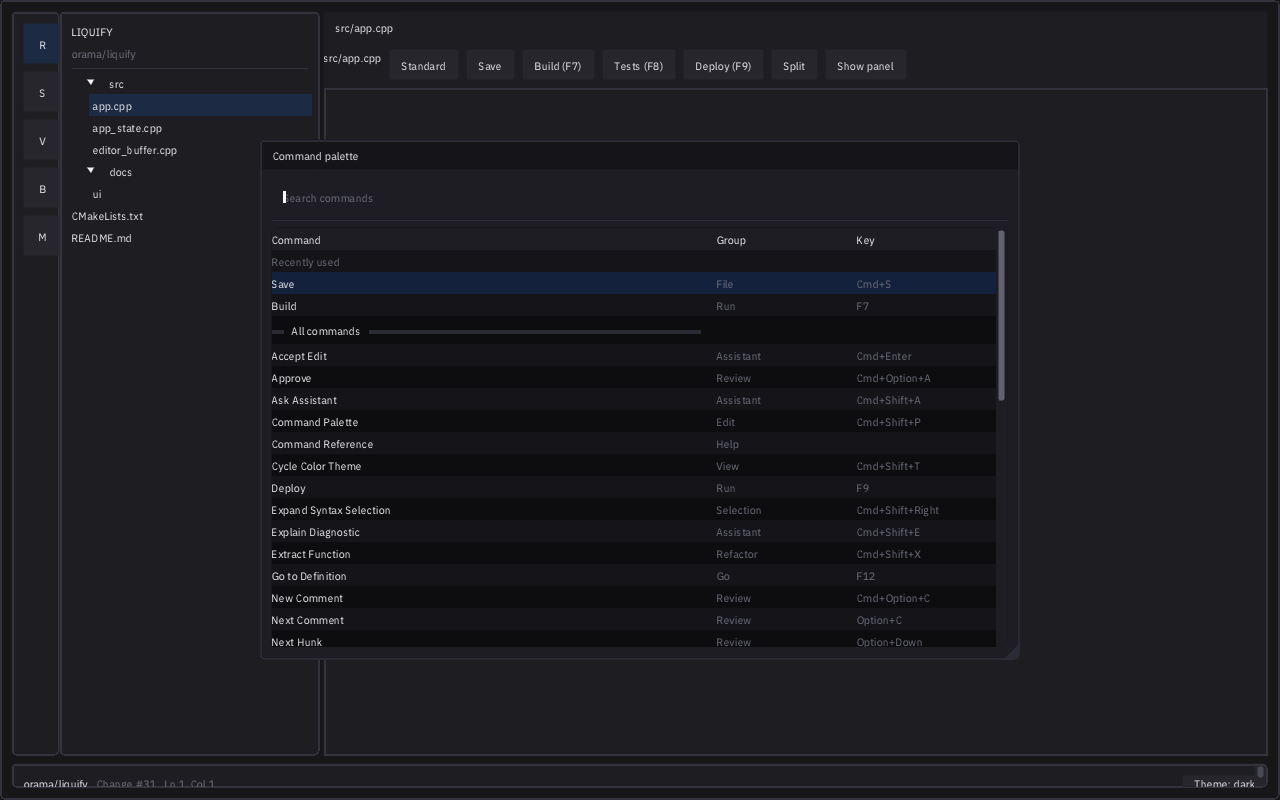 R
S
V
B
M
LIQUIFY
orama/liquify
src
app.cpp
app_state.cpp
editor_buffer.cpp
docs
ui
CMakeLists.txt
README.md
src/app.cpp
src/app.cpp Standard Save Build (F7) Tests (F8) Deploy (F9) Split Show panel
Command palette
Search commands
Command Group Key
Recently used
Save File Cmd+S
Build Run F7
All commands
Accept Edit Assistant Cmd+Enter
Approve Review Cmd+Option+A
Ask Assistant Assistant Cmd+Shift+A
Command Palette Edit Cmd+Shift+P
Command Reference Help
Cycle Color Theme View Cmd+Shift+T
Deploy Run F9
Expand Syntax Selection Selection Cmd+Shift+Right
Explain Diagnostic Assistant Cmd+Shift+E
Extract Function Refactor Cmd+Shift+X
Go to Definition Go F12
New Comment Review Cmd+Option+C
Next Comment Review Option+C
Next Hunk Review Option+Down
orama/liquify Change #31 Ln 1, Col 1 Theme: dark